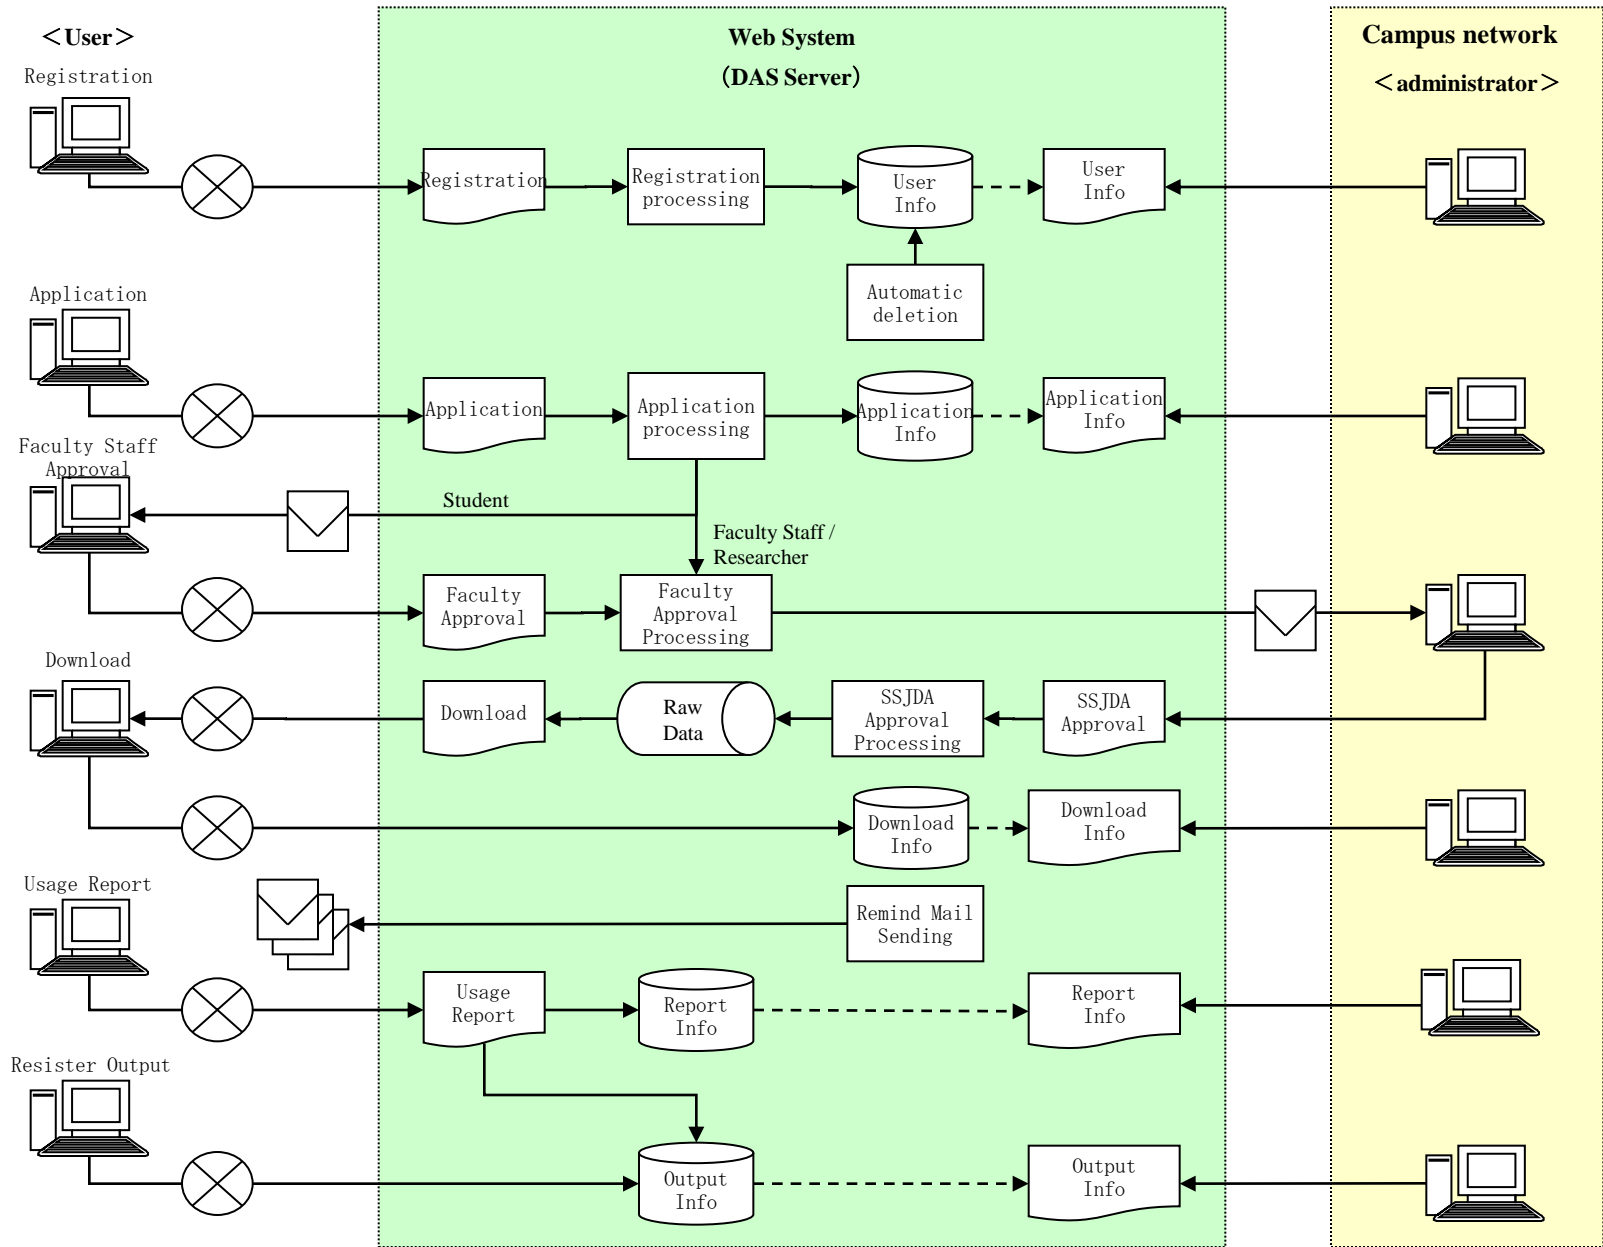 ＜User＞
Web System
（DAS Server）
Campus network
＜administrator＞
Registration
Registration
Registration
processing
User
Info
User
Info
Automatic
deletion
Application
Application
Application
processing
Application
Info
Application
Info
Faculty Staff
Approval
Student
Faculty Staff /
Researcher
Faculty
Approval
Faculty
Approval
Processing
Download
Download
Raw
Data
SSJDA
Approval
Processing
SSJDA
Approval
Download
Info
Download
Info
Usage Report
Remind Mail
Sending
Usage
Report
Report
Info
Report
Info
Resister Output
Output
Info
Output
Info